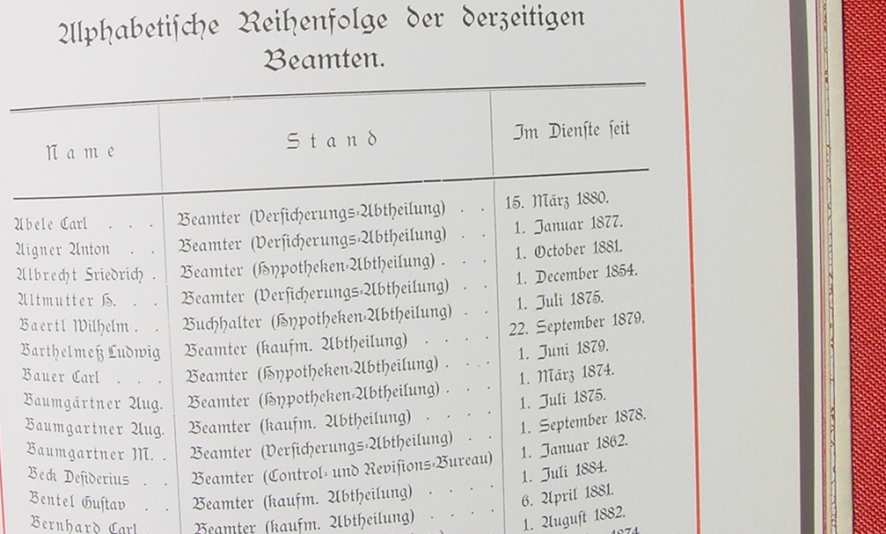 Alphabetische Reihenfolge der derzeitigen
Beamten.
Name Stand Im Dienste seit
Abele Carl . . . Beamter (Versicherungs-Abtheilung) . . 15. März 1880.
Aigner Anton . . Beamter (Versicherungs-Abtheilung) . . 1. Januar 1877.
Albrecht Friedrich . Beamter (Hypotheken-Abtheilung) . . . 1. October 1881.
Altmutter H. . . Beamter (Versicherungs-Abtheilung) . . 1. December 1854.
Baertl Wilhelm . . Buchhalter (Hypotheken-Abtheilung) . . 1. Juli 1875.
Barthelmeß Ludwig Beamter (kaufm. Abtheilung) . . . . 22. September 1879.
Bauer Carl . . . Beamter (Hypotheken-Abtheilung) . . . 1. Juni 1879.
Baumgärtner Aug. Beamter (Hypotheken-Abtheilung) . . . 1. März 1874.
Baumgartner Aug. Beamter (kaufm. Abtheilung) . . . . 1. Juli 1875.
Baumgartner M. . Beamter (Versicherungs-Abtheilung) . . 1. September 1878.
Beck Desiderius . . Beamter (Control- und Revisions-Bureau) 1. Januar 1862.
Bentel Gustav . . Beamter (kaufm. Abtheilung) . . . . 1. Juli 1884.
Bernhard Carl Beamter (kaufm. Abtheilung) . . . . 6. April 1881.
1. August 1882.
1874.